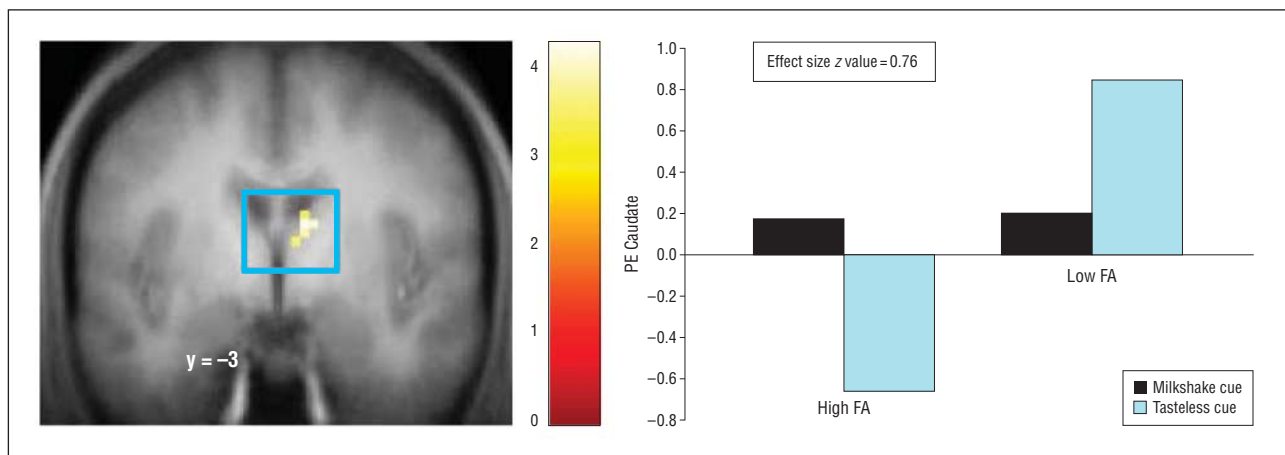 4
3
2
1
0
y = –3
Effect size z value = 0.76
PE Caudate
1.0
0.8
0.6
0.4
0.2
0.0
–0.2
–0.4
–0.6
–0.8
High FA
Low FA
Milkshake cue
Tasteless cue